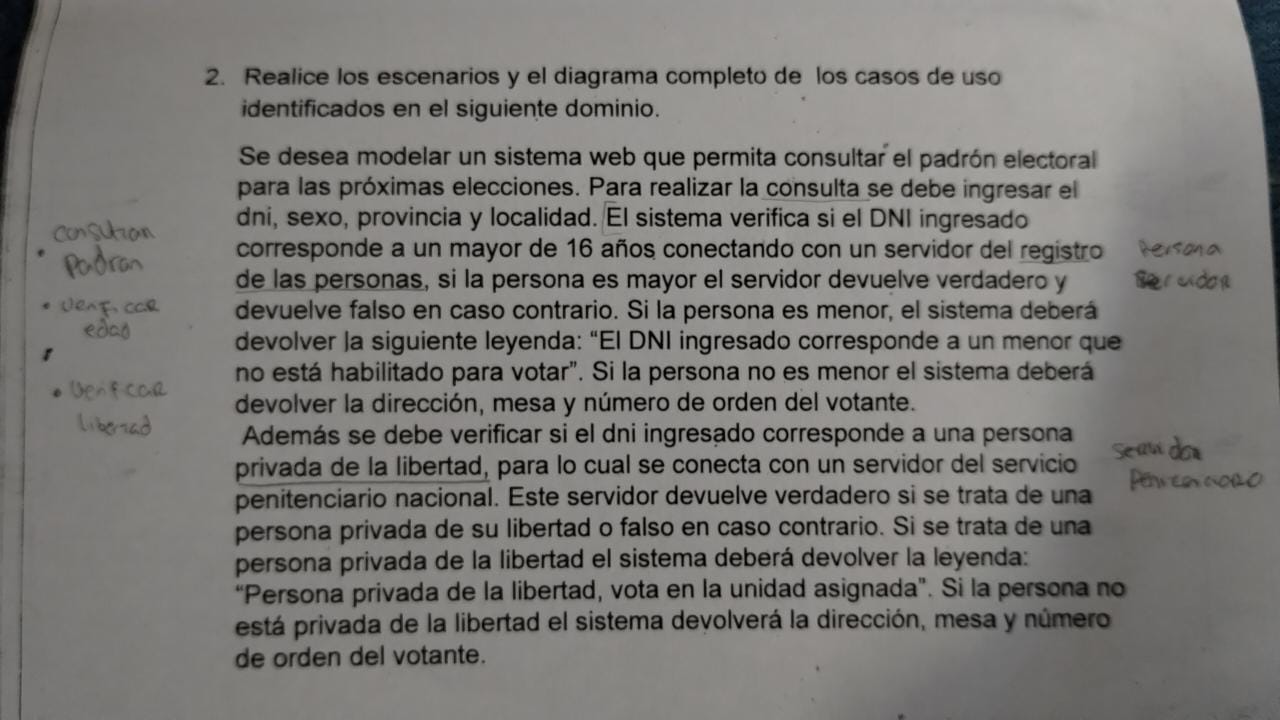 2. Realice los escenarios y el diagrama completo de los casos de uso
identificados en el siguiente dominio.
Se desea modelar un sistema web que permita consultar el padrón electoral
para las próximas elecciones. Para realizar la consulta se debe ingresar el
dni, sexo, provincia y localidad. El sistema verifica si el DNI ingresado
corresponde a un mayor de 16 años conectando con un servidor del registro
de las personas, si la persona es mayor el servidor devuelve verdadero y
devuelve falso en caso contrario. Si la persona es menor, el sistema deberá
devolver la siguiente leyenda: “El DNI ingresado corresponde a un menor que
no está habilitado para votar”. Si la persona no es menor el sistema deberá
devolver la dirección, mesa y número de orden del votante.
Además se debe verificar si el dni ingresado corresponde a una persona
privada de la libertad, para lo cual se conecta con un servidor del servicio
penitenciario nacional. Este servidor devuelve verdadero si se trata de una
persona privada de su libertad o falso en caso contrario. Si se trata de una
persona privada de la libertad el sistema deberá devolver la leyenda:
“Persona privada de la libertad, vota en la unidad asignada”. Si la persona no
está privada de la libertad el sistema devolverá la dirección, mesa y número
de orden del votante.
• Padron
• Verificar
edad
• Verificar
libertad
Persona
Servidor
Servidor